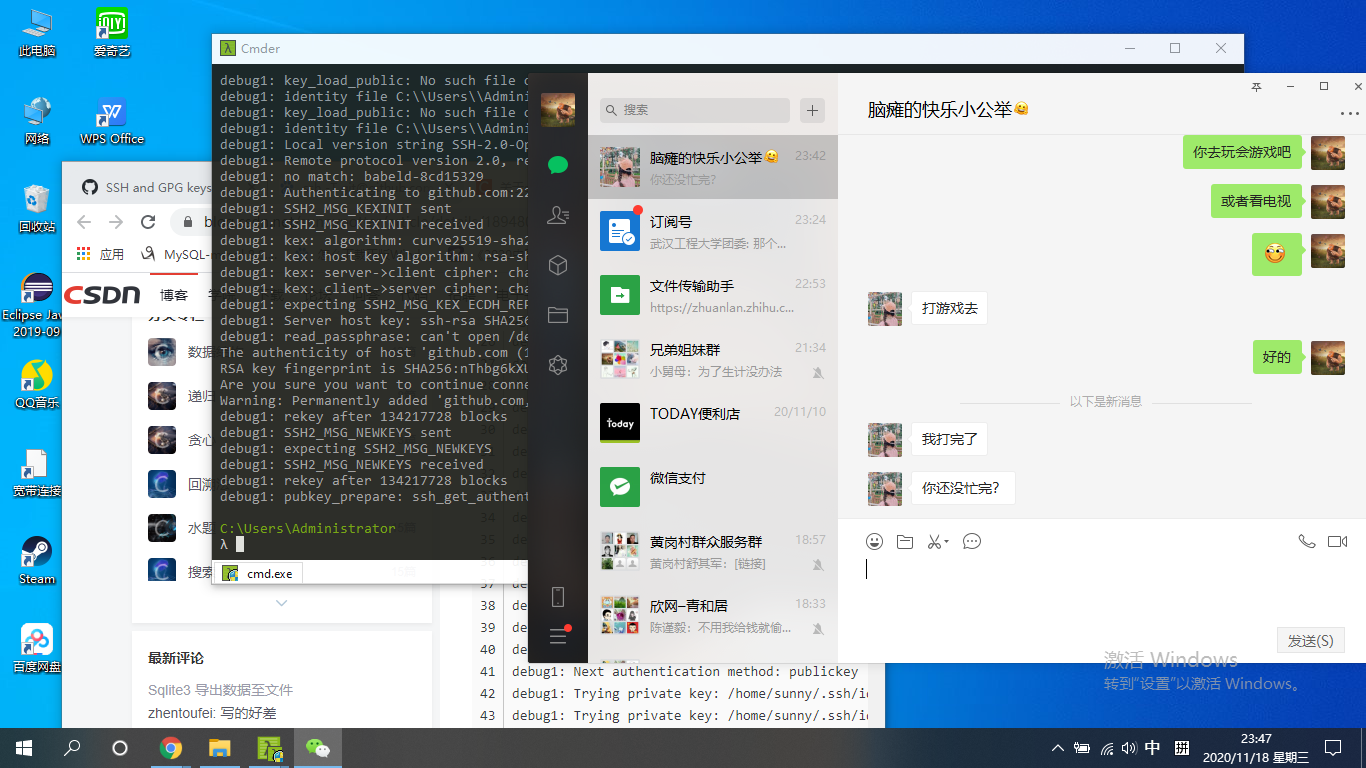 此电脑
爱奇艺
网络
WPS Office
回收站
Eclipse Jav
2019-09
QQ音乐
宽带连接
Steam
百度网盘
Cmder
debug1: key_load_public: No such file
debug1: identity file C:\\Users\\Admini
debug1: key_load_public: No such file
debug1: identity file C:\\Users\\Admini
debug1: Local version string SSH-2.0-Op
debug1: Remote protocol version 2.0, re
debug1: no match: babeld-8cd15329
debug1: Authenticating to github.com:22
debug1: SSH2_MSG_KEXINIT sent
debug1: SSH2_MSG_KEXINIT received
debug1: kex: algorithm: curve25519-sha2
debug1: kex: host key algorithm: rsa-sh
debug1: kex: server->client cipher: cha
debug1: kex: client->server cipher: cha
debug1: expecting SSH2_MSG_KEX_ECDH_REP
debug1: Server host key: ssh-rsa SHA256
debug1: read_passphrase: can't open /de
The authenticity of host 'github.com (1
RSA key fingerprint is SHA256:nThbg6kXU
Are you sure you want to continue conne
Warning: Permanently added 'github.com,
debug1: rekey after 134217728 blocks
debug1: SSH2_MSG_NEWKEYS sent
debug1: expecting SSH2_MSG_NEWKEYS
debug1: SSH2_MSG_NEWKEYS received
debug1: rekey after 134217728 blocks
debug1: pubkey_prepare: ssh_get_authent
C:\Users\Administrator
λ
cmd.exe
SSH and GPG keys
应用
MySQL-
CSDN
博客
数据
递归
贪心
回溯
水题
搜索
最新评论
Sqlite3 导出数据至文件
zhentoufei: 写的好差
37 de
38 de
39 de
40 de
41 debug1: Next authentication method: publickey
42 debug1: Trying private key: /home/sunny/.ssh/id
43 debug1: Trying private key: /home/sunny/.ssh/id
搜索
脑瘫的快乐小公举 23:42
你还没忙完?
订阅号 23:24
武汉工程大学团委: 那个...
文件传输助手 22:53
https://zhuanlan.zhihu.c...
兄弟姐妹群 21:34
小舅母：为了生计没办法
TODAY便利店 20/11/10
Today
微信支付
黄岗村群众服务群 18:57
黄岗村舒其军：[链接]
欣网–青和居 18:33
陈谨毅：不用我给钱就偷...
脑瘫的快乐小公举
你去玩会游戏吧
或者看电视
打游戏去
好的
以下是新消息
我打完了
你还没忙完?
发送(S)
激活 Windows
转到"设置"以激活 Windows。
中
拼
23:47
2020/11/18 星期三